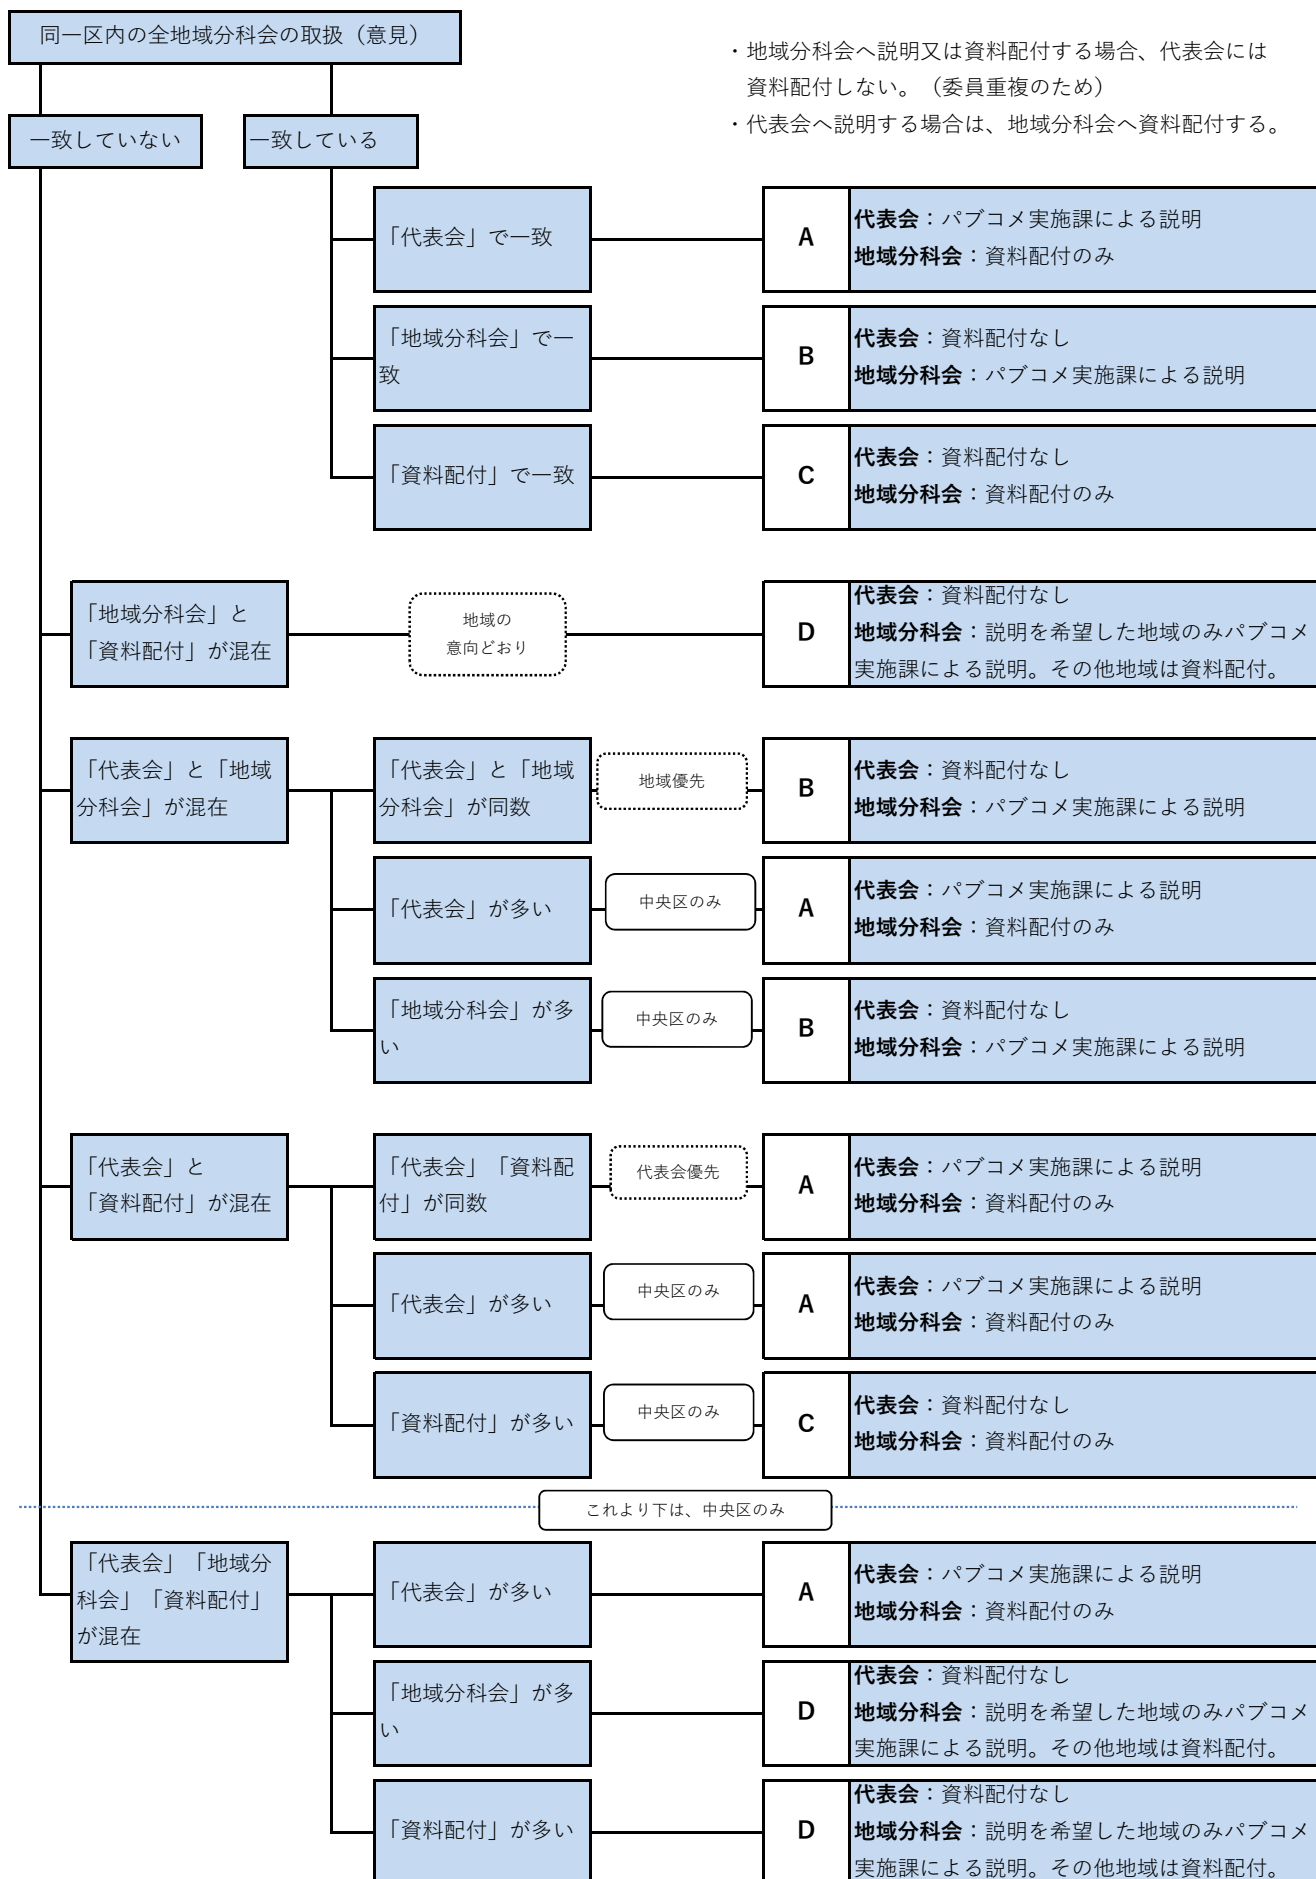 同一区内の全地域分科会の取扱（意見）
・地域分科会へ説明又は資料配付する場合、代表会には
資料配付しない。（委員重複のため）
・代表会へ説明する場合は、地域分科会へ資料配付する。
一致していない
一致している
「代表会」で一致
A
代表会：パブコメ実施課による説明
地域分科会：資料配付のみ
「地域分科会」で一
致
B
代表会：資料配付なし
地域分科会：パブコメ実施課による説明
「資料配付」で一致
C
代表会：資料配付なし
地域分科会：資料配付のみ
「地域分科会」と
「資料配付」が混在
地域の
意向どおり
D
代表会：資料配付なし
地域分科会：説明を希望した地域のみパブコメ
実施課による説明。その他地域は資料配付。
「代表会」と「地域
分科会」が混在
「代表会」と「地域
分科会」が同数
地域優先
B
代表会：資料配付なし
地域分科会：パブコメ実施課による説明
「代表会」が多い
中央区のみ
A
代表会：パブコメ実施課による説明
地域分科会：資料配付のみ
「地域分科会」が多
い
中央区のみ
B
代表会：資料配付なし
地域分科会：パブコメ実施課による説明
「代表会」と
「資料配付」が混在
「代表会」「資料配
付」が同数
代表会優先
A
代表会：パブコメ実施課による説明
地域分科会：資料配付のみ
「代表会」が多い
中央区のみ
A
代表会：パブコメ実施課による説明
地域分科会：資料配付のみ
「資料配付」が多い
中央区のみ
C
代表会：資料配付なし
地域分科会：資料配付のみ
これより下は、中央区のみ
「代表会」「地域分
科会」「資料配付」
が混在
「代表会」が多い
A
代表会：パブコメ実施課による説明
地域分科会：資料配付のみ
「地域分科会」が多
い
D
代表会：資料配付なし
地域分科会：説明を希望した地域のみパブコメ
実施課による説明。その他地域は資料配付。
「資料配付」が多い
D
代表会：資料配付なし
地域分科会：説明を希望した地域のみパブコメ
実施課による説明。その他地域は資料配付。